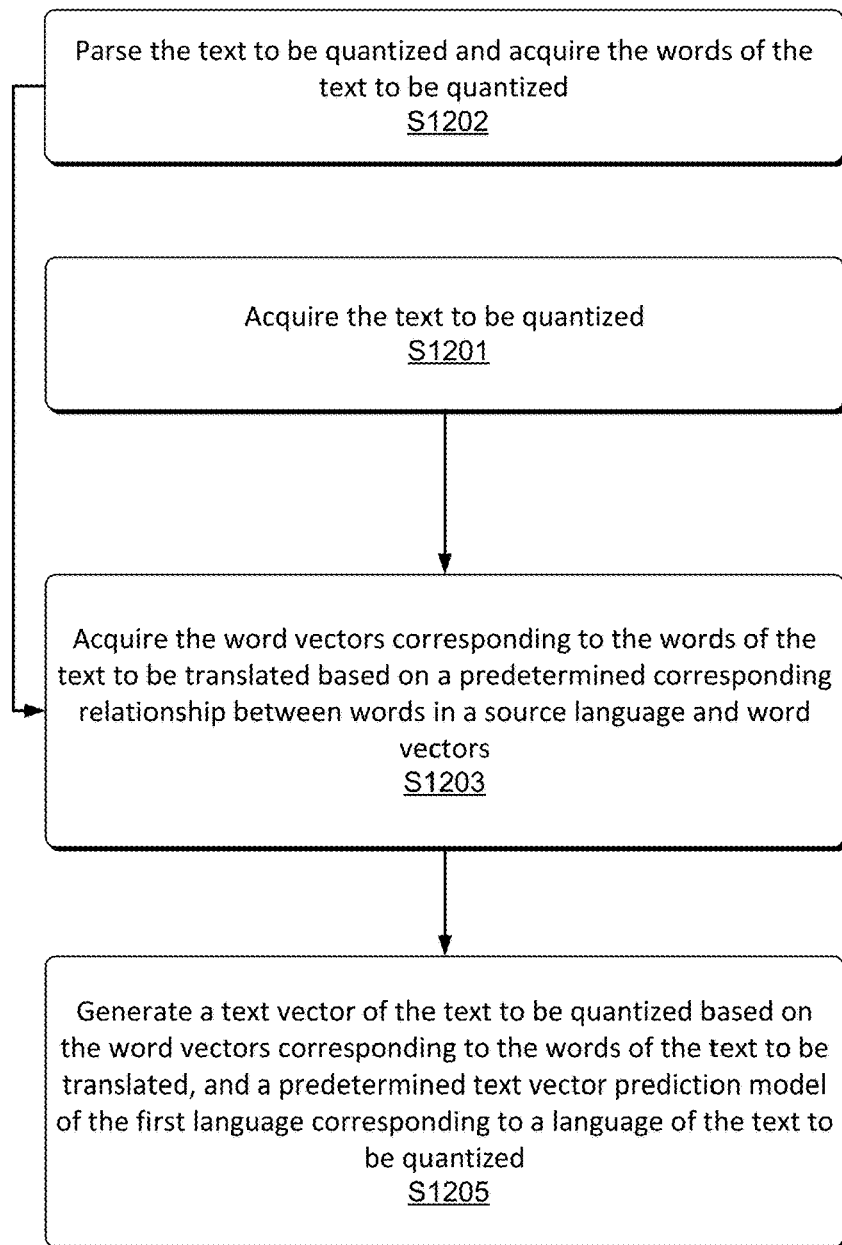 Parse the text to be quantized and acquire the words of the
text to be quantized
S1202
Acquire the text to be quantized
S1201
Acquire the word vectors corresponding to the words of the
text to be translated based on a predetermined corresponding
relationship between words in a source language and word
vectors
S1203
Generate a text vector of the text to be quantized based on
the word vectors corresponding to the words of the text to be
translated, and a predetermined text vector prediction model
of the first language corresponding to a language of the text to
be quantized
S1205